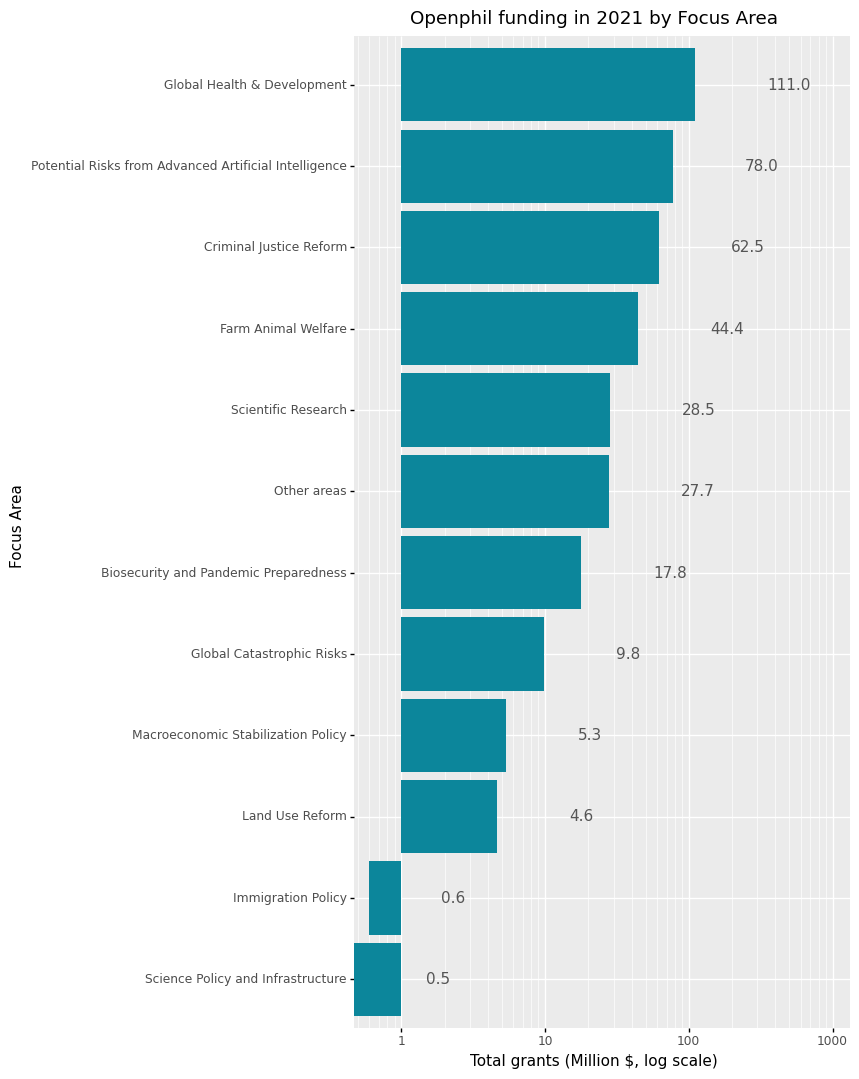 Openphil funding in 2021 by Focus Area
Global Health & Development 111.0
Potential Risks from Advanced Artificial Intelligence 78.0
Criminal Justice Reform 62.5
Farm Animal Welfare 44.4
Scientific Research 28.5
Other areas 27.7
Biosecurity and Pandemic Preparedness 17.8
Global Catastrophic Risks 9.8
Macroeconomic Stabilization Policy 5.3
Land Use Reform 4.6
Immigration Policy 0.6
Science Policy and Infrastructure 0.5
Focus Area
1 10 100 1000
Total grants (Million $, log scale)